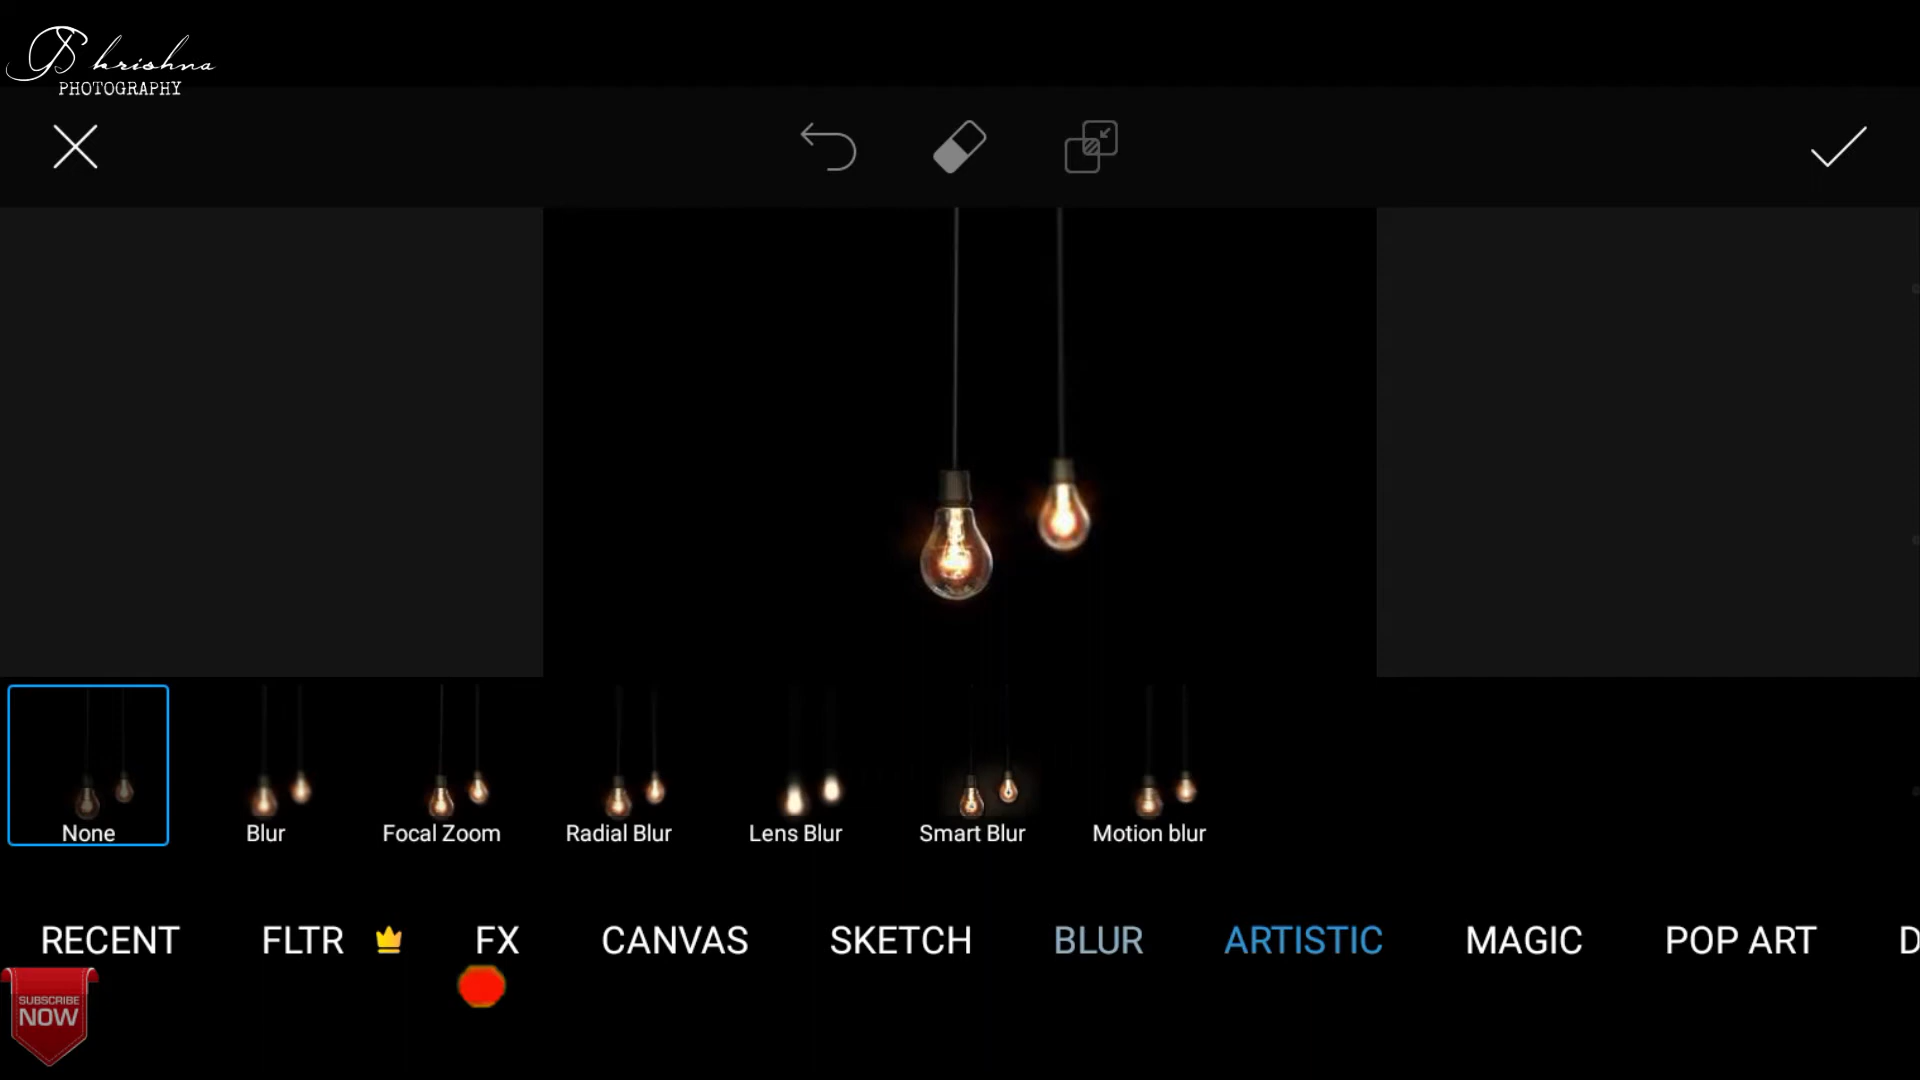 S krishna
PHOTOGRAPHY
None
Blur
Focal Zoom
Radial Blur
Lens Blur
Smart Blur
Motion blur
RECENT
FLTR
FX
CANVAS
SKETCH
BLUR
ARTISTIC
MAGIC
POP ART
D
SUBSCRIBE
NOW